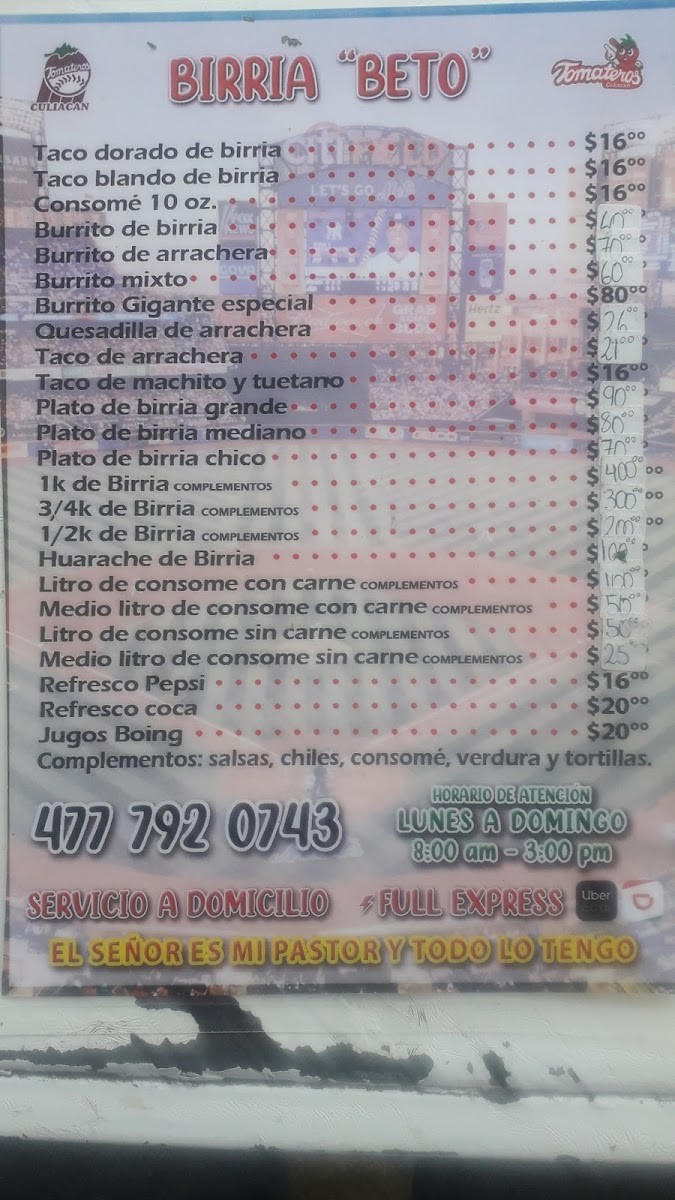 Tomateros
CULIACAN
BIRRIA "BETO"
Tomateros
Culiacan
Taco dorado de birria $16ºº
Taco blando de birria $16ºº
Consomé 10 oz. $16ºº
Burrito de birria $60ºº
Burrito de arrachera $70ºº
Burrito mixto $60ºº
Burrito Gigante especial $80ºº
Quesadilla de arrachera $26ºº
Taco de arrachera $21ºº
Taco de machito y tuetano $16ºº
Plato de birria grande $90ºº
Plato de birria mediano $80ºº
Plato de birria chico $70ºº
1k de Birria COMPLEMENTOS $400ºº
3/4k de Birria COMPLEMENTOS $300ºº
1/2k de Birria COMPLEMENTOS $200ºº
Huarache de Birria $100ºº
Litro de consome con carne COMPLEMENTOS $100ºº
Medio litro de consome con carne COMPLEMENTOS $50ºº
Litro de consome sin carne COMPLEMENTOS $50ºº
Medio litro de consome sin carne COMPLEMENTOS $25ºº
Refresco Pepsi $16ºº
Refresco coca $20ºº
Jugos Boing $20ºº
Complementos: salsas, chiles, consomé, verdura y tortillas.
477 792 0743
HORARIO DE ATENCIÓN
LUNES A DOMINGO
8:00 am - 3:00 pm
SERVICIO A DOMICILIO FULL EXPRESS Uber
EL SEÑOR ES MI PASTOR Y TODO LO TENGO
citi FIELD
LET'S GO Mets
Hertz